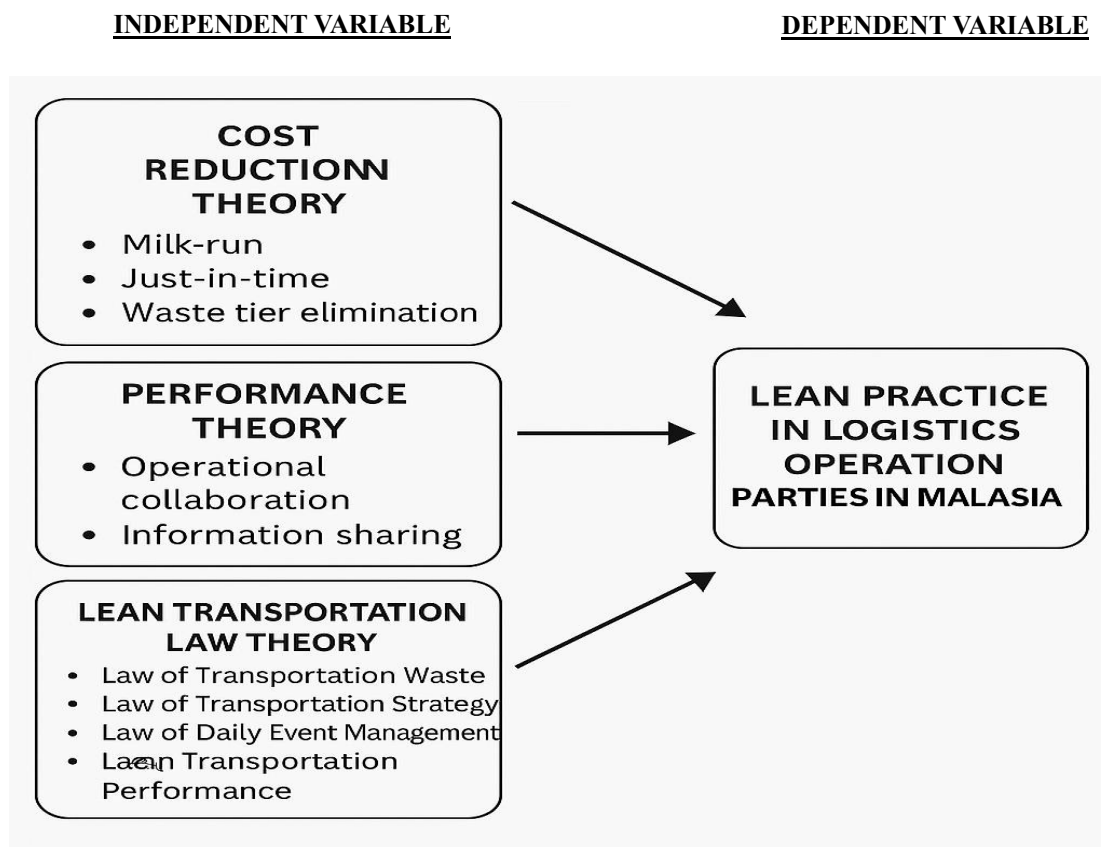 INDEPENDENT VARIABLE
DEPENDENT VARIABLE
COST
REDUCTIONN
THEORY
• Milk-run
• Just-in-time
• Waste tier elimination
PERFORMANCE
THEORY
• Operational
collaboration
• Information sharing
LEAN TRANSPORTATION
LAW THEORY
• Law of Transportation Waste
• Law of Transportation Strategy
• Law of Daily Event Management
• Transportation
Performance
LEAN PRACTICE
IN LOGISTICS
OPERATION
PARTIES IN MALASIA